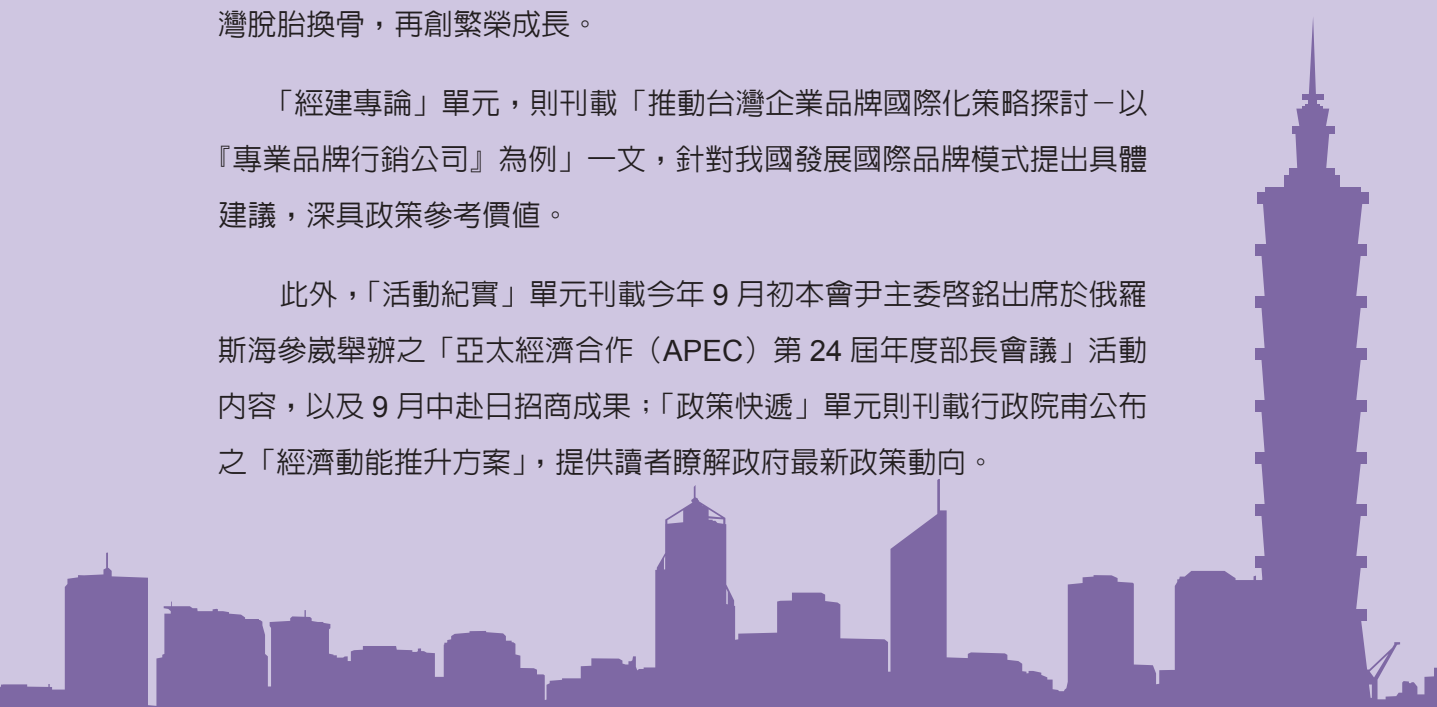 灣脫胎換骨，再創繁榮成長。
「經建專論」單元，則刊載「推動台灣企業品牌國際化策略探討－以
『專業品牌行銷公司』為例」一文，針對我國發展國際品牌模式提出具體
建議，深具政策參考價值。
此外，「活動紀實」單元刊載今年 9 月初本會尹主委啓銘出席於俄羅
斯海參崴舉辦之「亞太經濟合作（APEC）第 24 屆年度部長會議」活動
內容，以及 9 月中赴日招商成果；「政策快遞」單元則刊載行政院甫公布
之「經濟動能推升方案」，提供讀者瞭解政府最新政策動向。